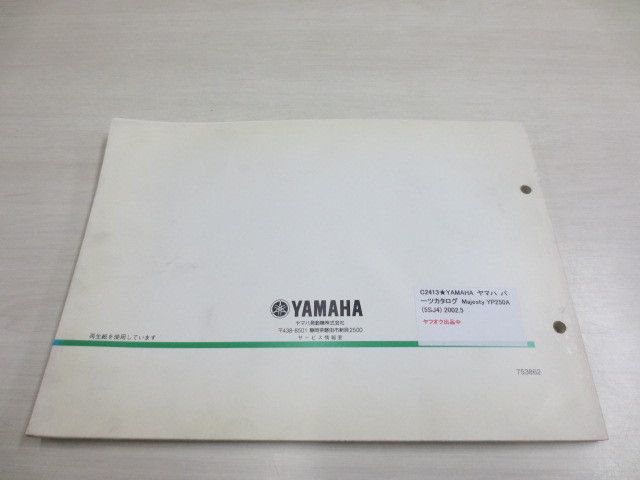 C2413★YAMAHA ヤマハ パ
ーツカタログ Majesty YP250A
(5SJ4) 2002.5
ヤフオク出品中
YAMAHA
ヤマハ発動機株式会社
〒438-8501 静岡県磐田市新貝2500
サービス情報室
再生紙を使用しています
753862